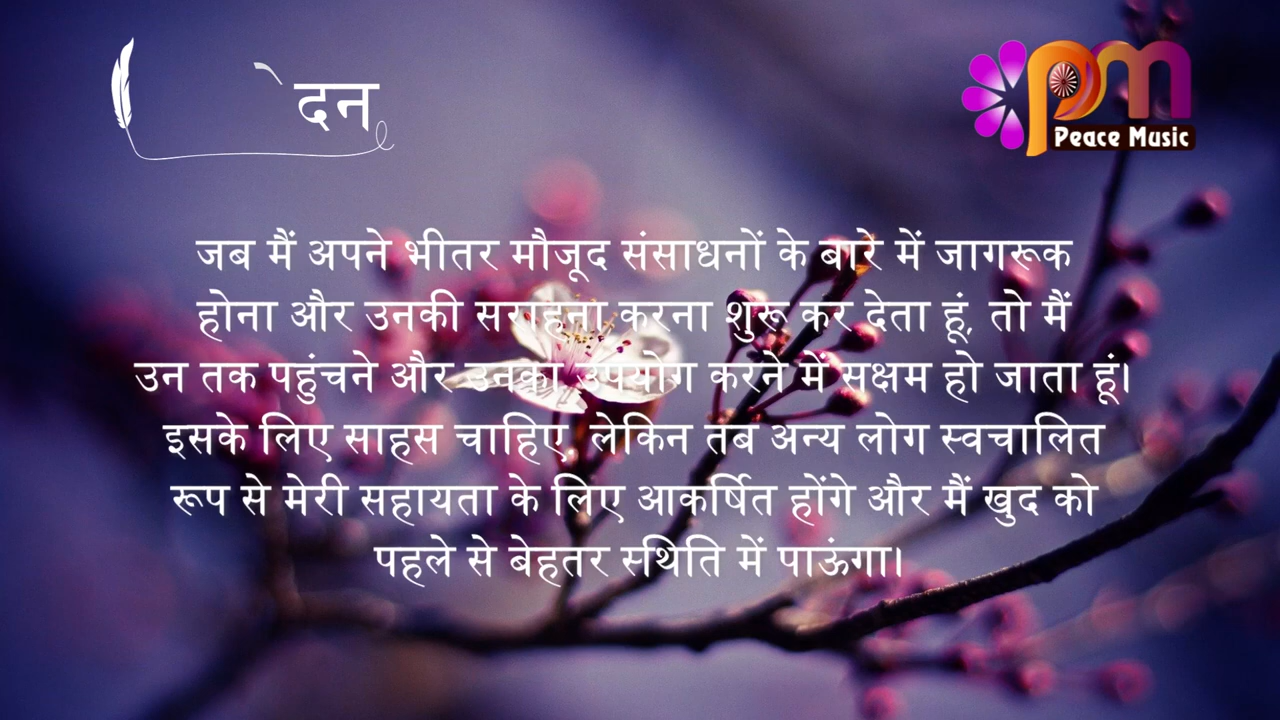 दन
pm
Peace Music
जब मैं अपने भीतर मौजूद संसाधनों के बारे में जागरूक
होना और उनकी सराहना करना शुरू कर देता हूं, तो मैं
उन तक पहुंचने और उनका उपयोग करने में सक्षम हो जाता हूं।
इसके लिए साहस चाहिए, लेकिन तब अन्य लोग स्वचालित
रूप से मेरी सहायता के लिए आकर्षित होंगे और मैं खुद को
पहले से बेहतर स्थिति में पाऊंगा।